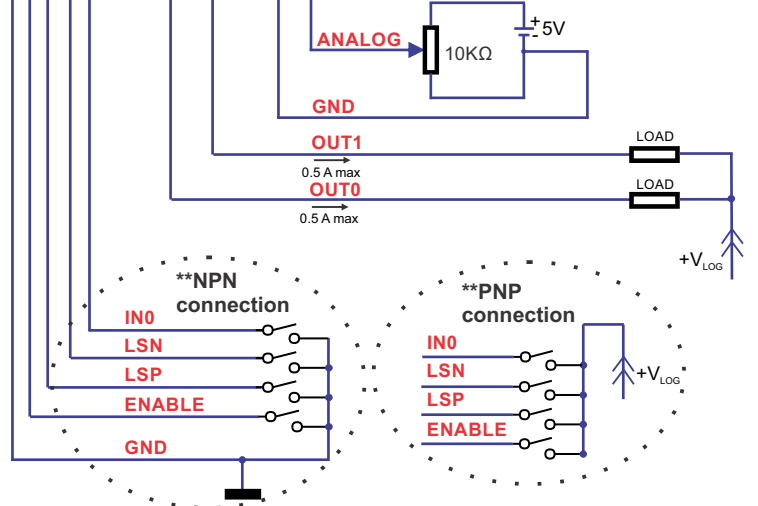 ANALOG
10KΩ
+
-
5V
GND
OUT1
0.5 A max
LOAD
OUT0
0.5 A max
LOAD
+VLOG
**NPN
connection
IN0
LSN
LSP
ENABLE
GND
**PNP
connection
IN0
LSN
LSP
ENABLE
+VLOG